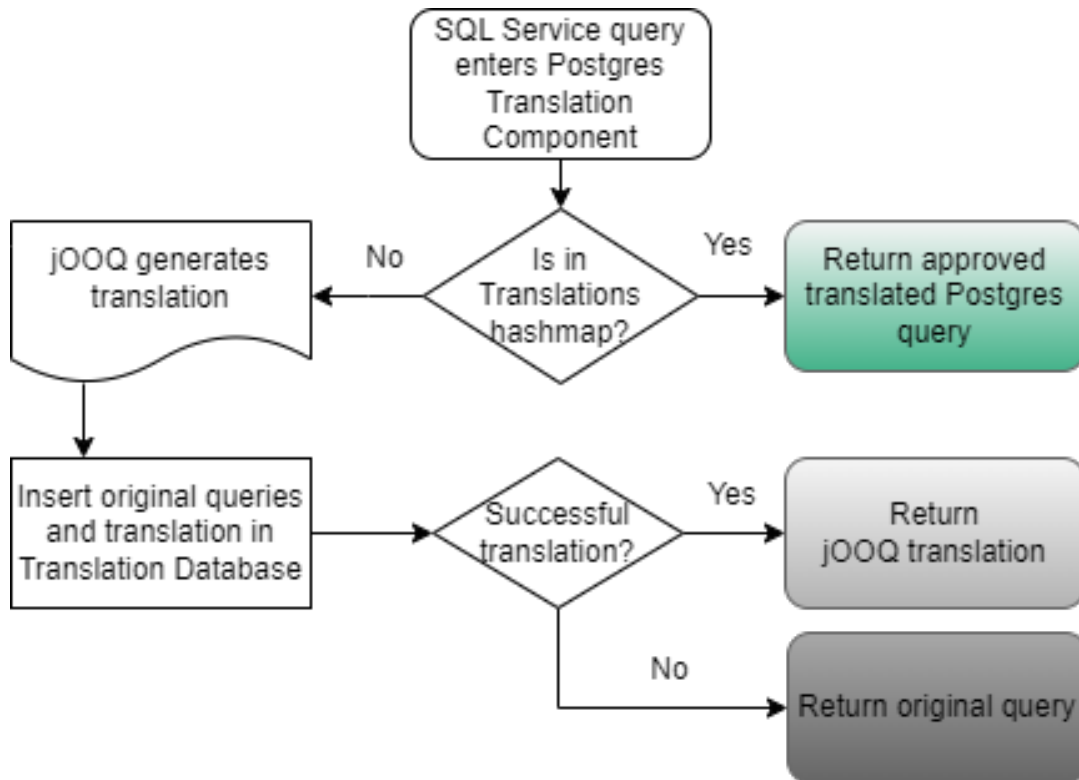 SQL Service query
enters Postgres
Translation
Component
No
Is in
Translations
hashmap?
Yes
jOOQ generates
translation
Return approved
translated Postgres
query
Insert original queries
and translation in
Translation Database
Successful
translation?
Yes
Return
jOOQ translation
No
Return original query